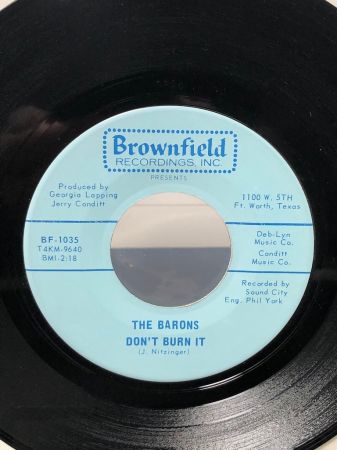 Brownfield
RECORDINGS, INC.
PRESENTS
Produced by
Georgia Lapping
Jerry Conditt
1100 W. 5TH
Ft. Worth, Texas
BF-1035
T4KM-9640
BMI-2:18
Deb-Lyn
Music Co.
Conditt
Music Co.
Recorded by
Sound City
Eng. Phil York
THE BARONS
DON'T BURN IT
(J. Nitzinger)